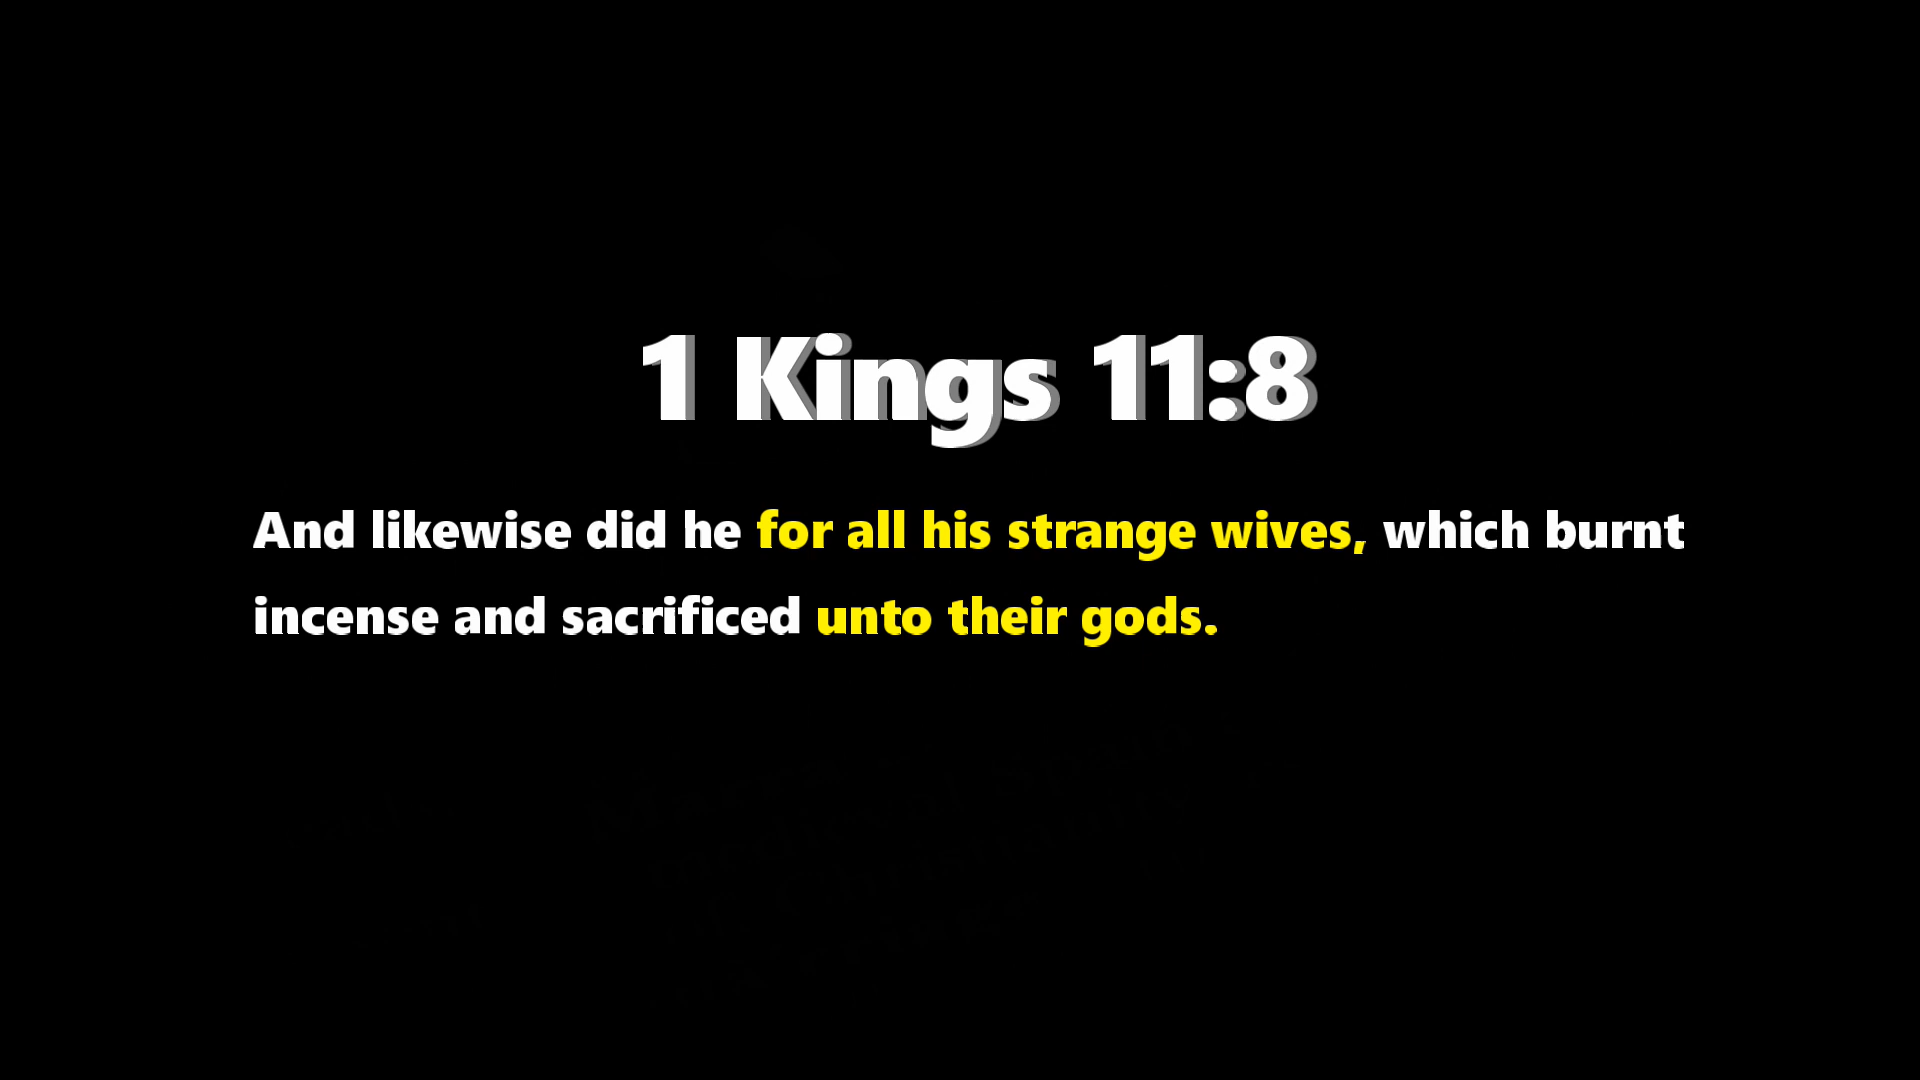 1 Kings 11:8
And likewise did he for all his strange wives, which burnt
incense and sacrificed unto their gods.